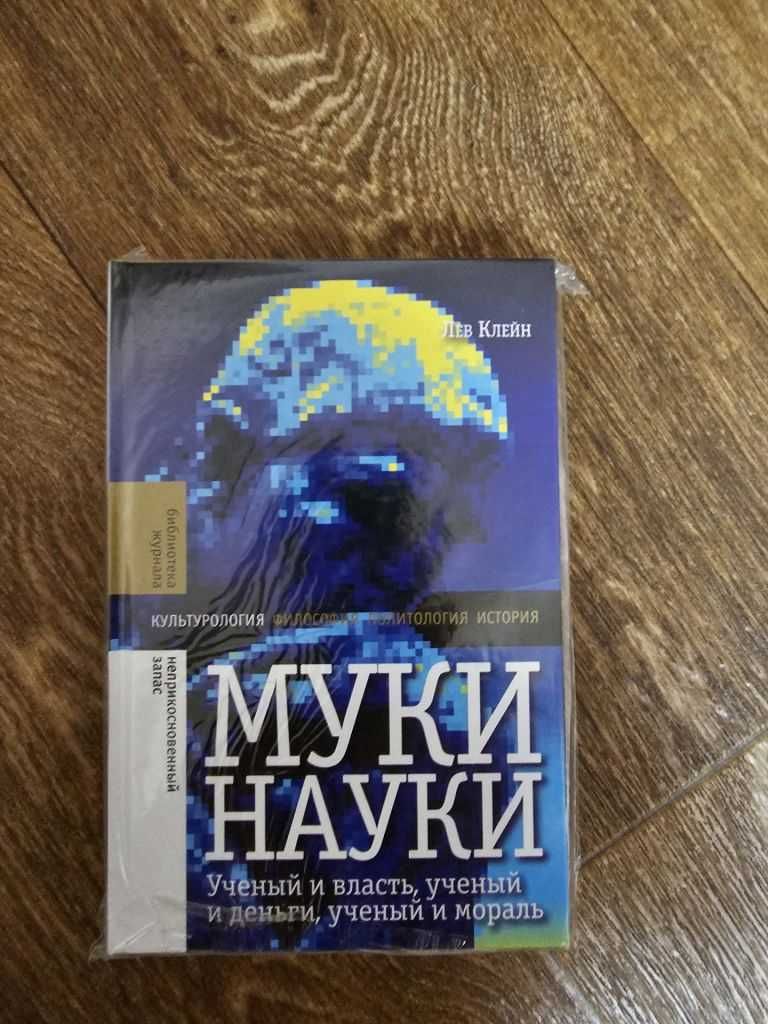 Лев Клейн
библиотека
журнала
КУЛЬТУРОЛОГИЯ ФИЛОСОФИЯ ПОЛИТОЛОГИЯ ИСТОРИЯ
неприкосновенный
запас
МУКИ
НАУКИ
Ученый и власть, ученый
и деньги, ученый и мораль